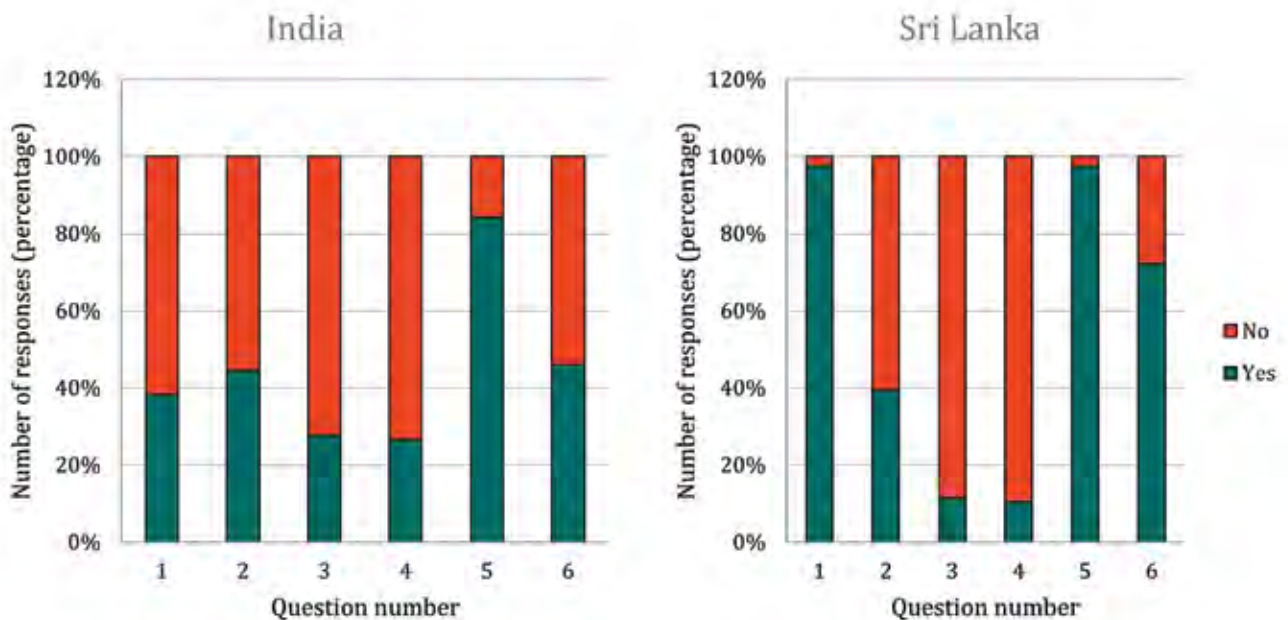 India
Number of responses (percentage)
120%
100%
80%
60%
40%
20%
0%
1 2 3 4 5 6
Question number
Sri Lanka
Number of responses (percentage)
120%
100%
80%
60%
40%
20%
0%
1 2 3 4 5 6
Question number
No
Yes